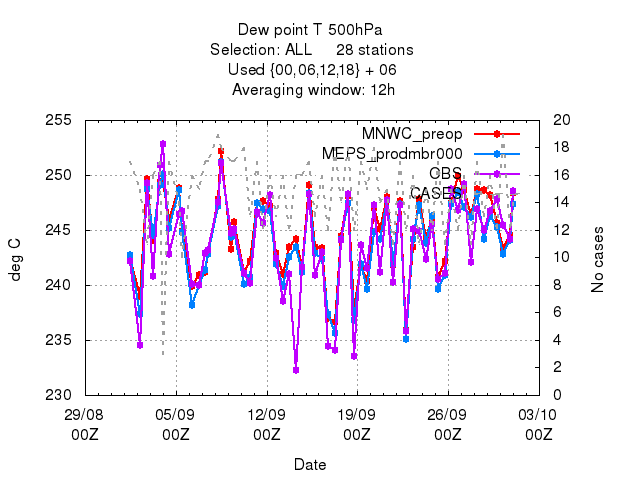 Dew point T 500hPa
Selection: ALL     28 stations
Used {00,06,12,18} + 06
Averaging window: 12h
255
250
245
240
235
230
deg C
20
18
16
14
12
10
8
6
4
2
0
No cases
MNWC_preop
MEPS_prodmbr000
OBS
CASES
29/08 05/09 12/09 19/09 26/09 03/10
00Z 00Z 00Z 00Z 00Z 00Z
Date